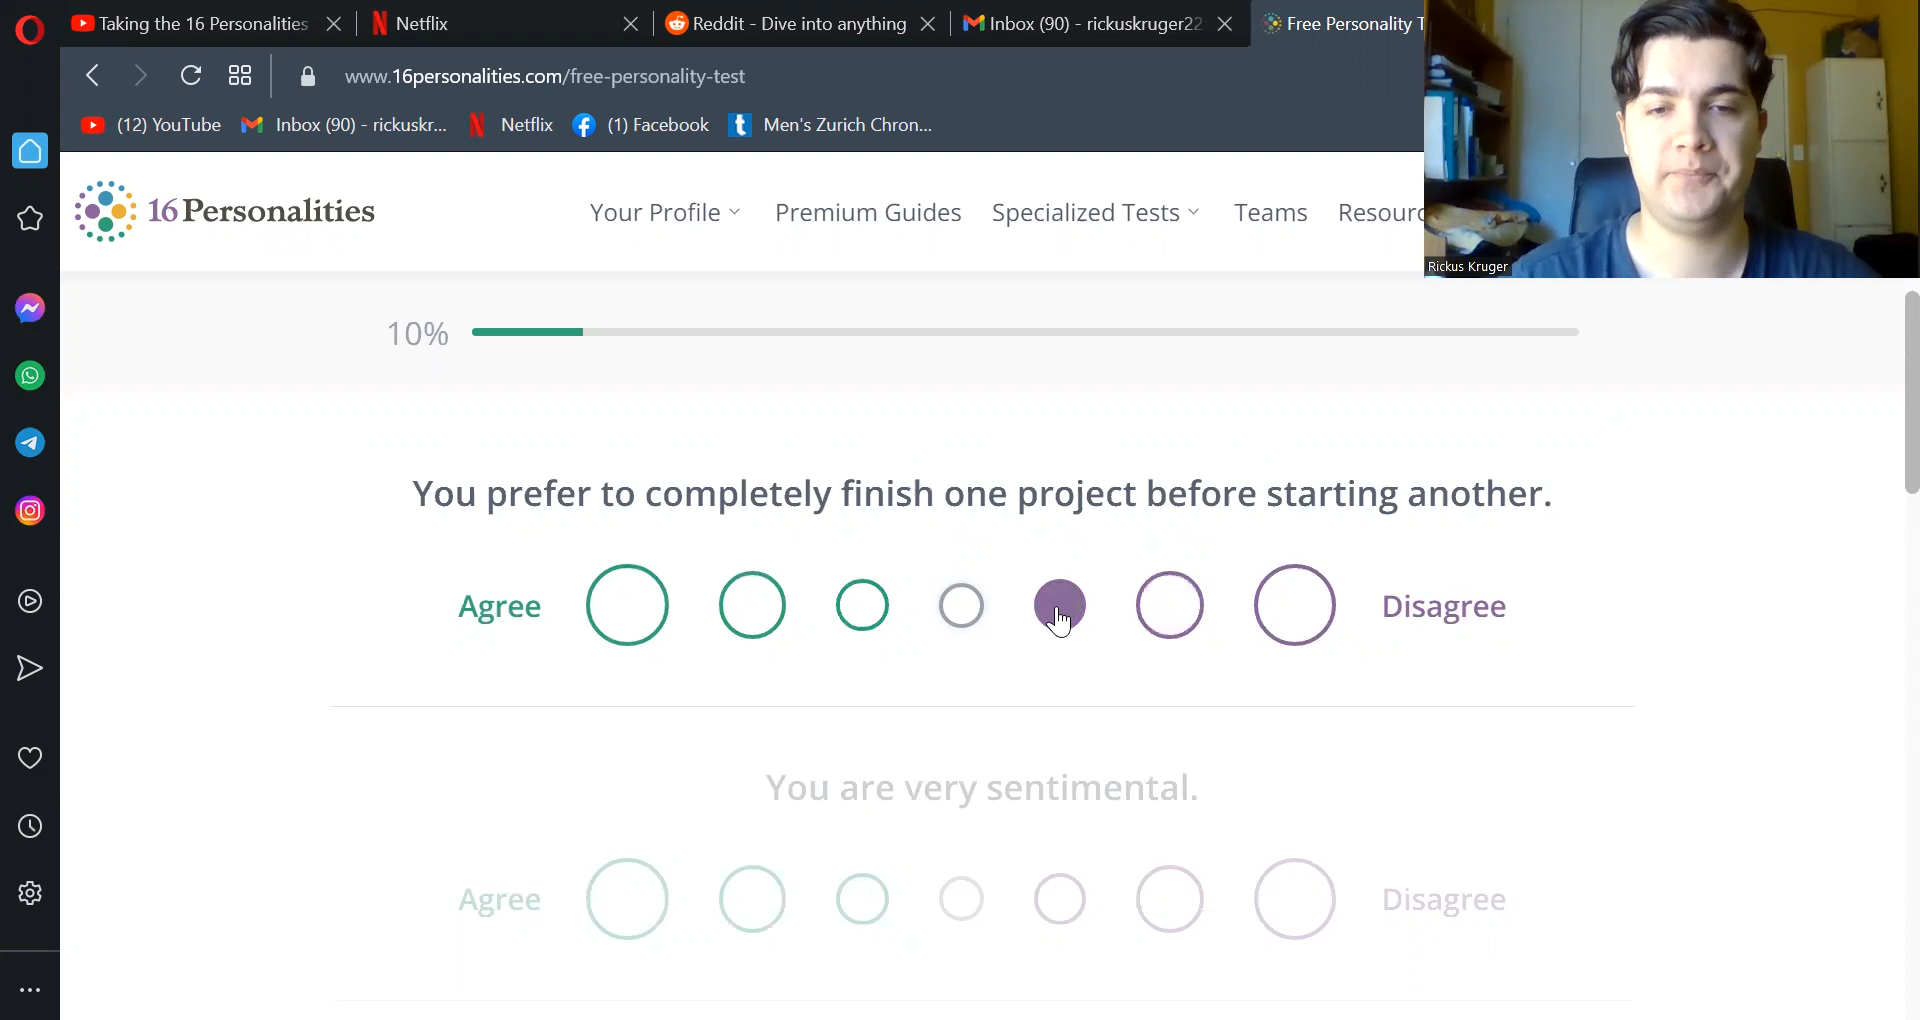 Taking the 16 Personalities
Netflix
Reddit - Dive into anything
Inbox (90) - rickuskruger22
Free Personality T
www.16personalities.com/free-personality-test
(12) YouTube
Inbox (90) - rickuskr...
Netflix
(1) Facebook
Men's Zurich Chron...
16Personalities
Your Profile
Premium Guides
Specialized Tests
Teams
Resourc
Rickus Kruger
10%
You prefer to completely finish one project before starting another.
Agree
Disagree
You are very sentimental.
Agree
Disagree